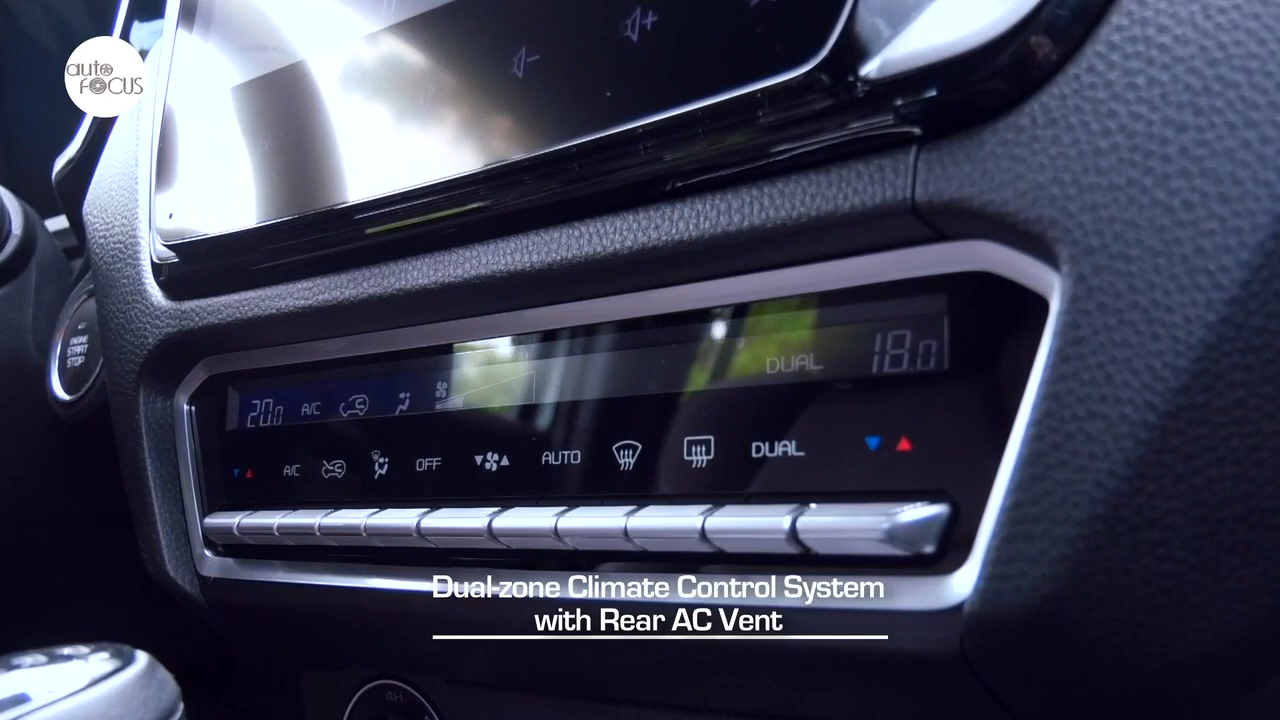 auto
FOCUS
ENGINE
START
STOP
20.0 A/C
DUAL 18.0
A/C OFF AUTO DUAL
Dual-zone Climate Control System
with Rear AC Vent
4H